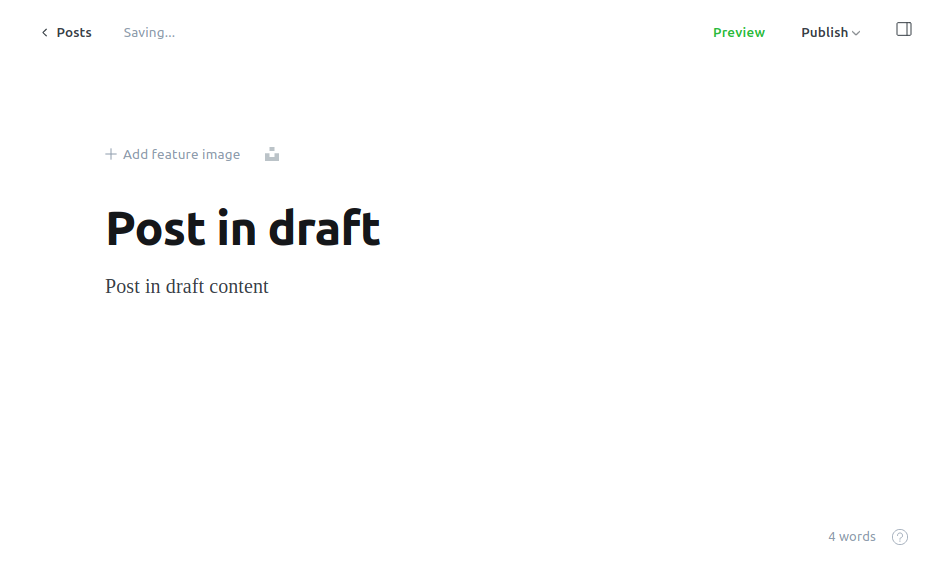 Posts Saving... Preview Publish
Add feature image
Post in draft
Post in draft content
4 words ?